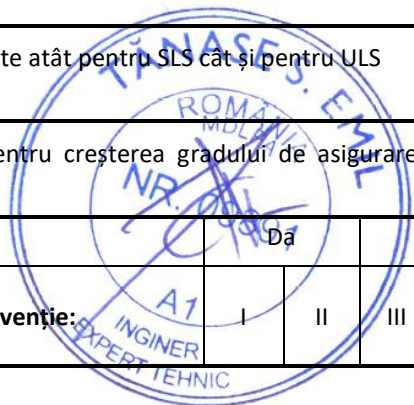 te atât pentru SLS cât și pentru ULS
TĂNASE S. EMIL
ROMÂNIA
MDLPA
entru creșterea gradului de asigurare
NR.
Da
venție:
I
II
III
A1
INGINER
EXPERT TEHNIC